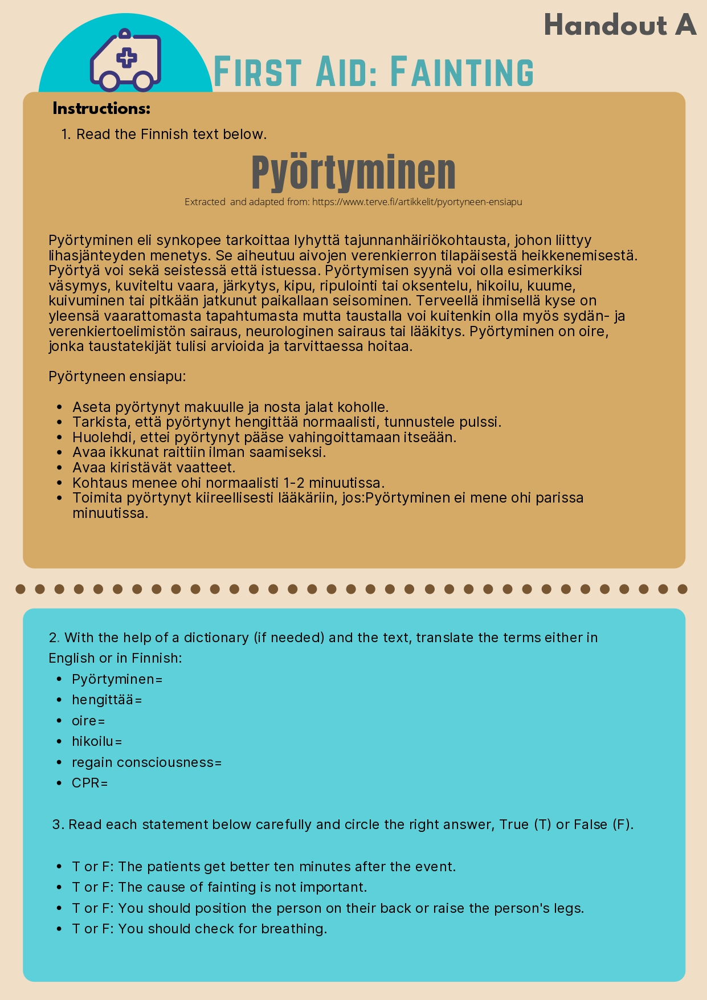 Handout A
First Aid: Fainting
Instructions:
1. Read the Finnish text below.
Pyörtyminen
Extracted and adapted from: https://www.terve.fi/artikkelit/pyortyneen-ensiapu
Pyörtyminen eli synkopee tarkoittaa lyhyttä tajunnanhäiriökohtausta, johon liittyy
lihasjänteyden menetys. Se aiheutuu aivojen verenkierron tilapäisestä heikkenemisestä.
Pyörtyä voi sekä seistessä että istuessa. Pyörtymisen syynä voi olla esimerkiksi
väsymys, kuviteltu vaara, järkytys, kipu, ripulointi tai oksentelu, hikoilu, kuume,
kuivuminen tai pitkään jatkunut paikallaan seisominen. Terveellä ihmisellä kyse on
yleensä vaarattomasta tapahtumasta mutta taustalla voi kuitenkin olla myös sydän- ja
verenkiertoelimistön sairaus, neurologinen sairaus tai lääkitys. Pyörtyminen on oire,
jonka taustatekijät tulisi arvioida ja tarvittaessa hoitaa.
Pyörtyneen ensiapu:
• Aseta pyörtynyt makuulle ja nosta jalat koholle.
• Tarkista, että pyörtynyt hengittää normaalisti, tunnustele pulssi.
• Huolehdi, ettei pyörtynyt pääse vahingoittamaan itseään.
• Avaa ikkunat raittiin ilman saamiseksi.
• Avaa kiristävät vaatteet.
• Kohtaus menee ohi normaalisti 1-2 minuutissa.
• Toimita pyörtynyt kiireellisesti lääkäriin, jos:Pyörtyminen ei mene ohi parissa
minuutissa.
2. With the help of a dictionary (if needed) and the text, translate the terms either in
English or in Finnish:
• Pyörtyminen=
• hengittää=
• oire=
• hikoilu=
• regain consciousness=
• CPR=
3. Read each statement below carefully and circle the right answer, True (T) or False (F).
• T or F: The patients get better ten minutes after the event.
• T or F: The cause of fainting is not important.
• T or F: You should position the person on their back or raise the person's legs.
• T or F: You should check for breathing.